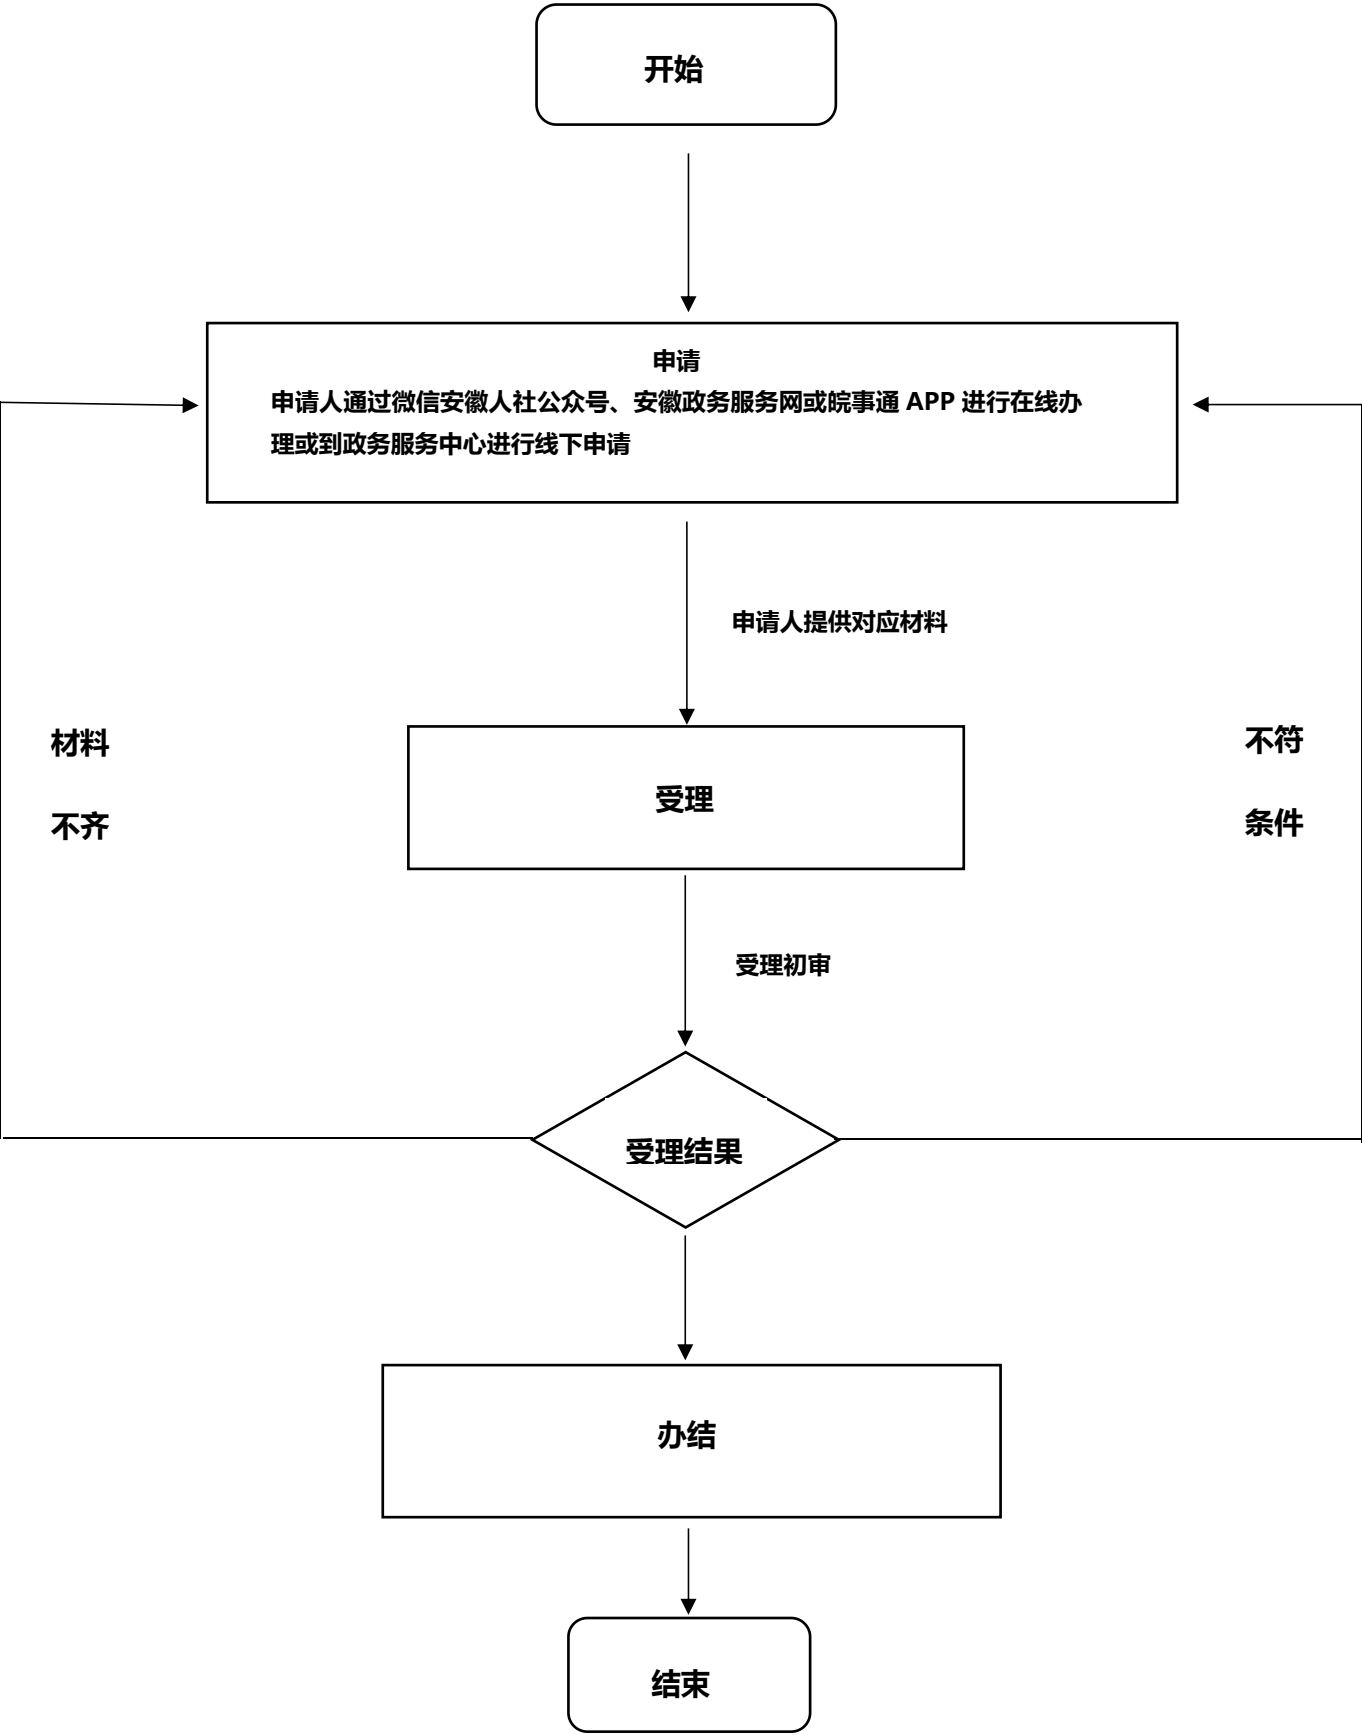 开始
申请
申请人通过微信安徽人社公众号、安徽政务服务网或皖事通 APP 进行在线办
理或到政务服务中心进行线下申请
申请人提供对应材料
材料
不齐
受理
不符
条件
受理初审
受理结果
办结
结束